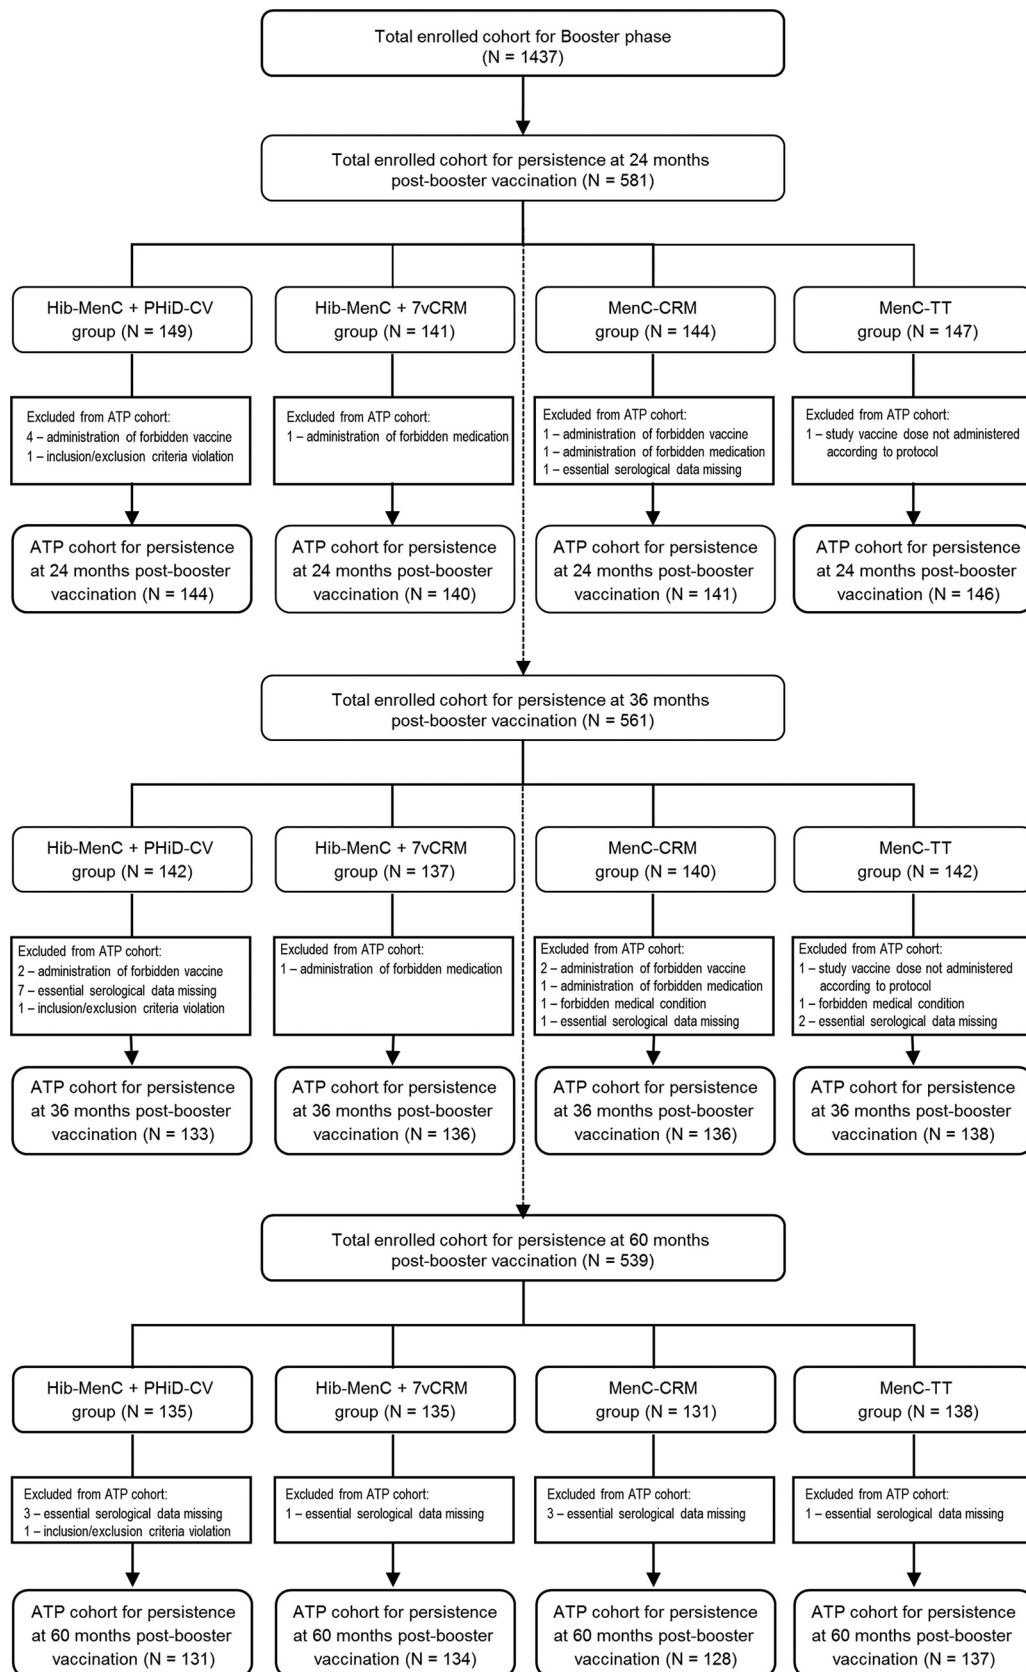 Total enrolled cohort for Booster phase
(N = 1437)
Total enrolled cohort for persistence at 24 months
post-booster vaccination (N = 581)
Hib-MenC + PHiD-CV
group (N = 149)
Hib-MenC + 7vCRM
group (N = 141)
MenC-CRM
group (N = 144)
MenC-TT
group (N = 147)
Excluded from ATP cohort:
4 – administration of forbidden vaccine
1 – inclusion/exclusion criteria violation
Excluded from ATP cohort:
1 – administration of forbidden medication
Excluded from ATP cohort:
1 – administration of forbidden vaccine
1 – administration of forbidden medication
1 – essential serological data missing
Excluded from ATP cohort:
1 – study vaccine dose not administered
according to protocol
ATP cohort for persistence
at 24 months post-booster
vaccination (N = 144)
ATP cohort for persistence
at 24 months post-booster
vaccination (N = 140)
ATP cohort for persistence
at 24 months post-booster
vaccination (N = 141)
ATP cohort for persistence
at 24 months post-booster
vaccination (N = 146)
Total enrolled cohort for persistence at 36 months
post-booster vaccination (N = 561)
Hib-MenC + PHiD-CV
group (N = 142)
Hib-MenC + 7vCRM
group (N = 137)
MenC-CRM
group (N = 140)
MenC-TT
group (N = 142)
Excluded from ATP cohort:
2 – administration of forbidden vaccine
7 – essential serological data missing
1 – inclusion/exclusion criteria violation
Excluded from ATP cohort:
1 – administration of forbidden medication
Excluded from ATP cohort:
2 – administration of forbidden vaccine
1 – administration of forbidden medication
1 – forbidden medical condition
1 – essential serological data missing
Excluded from ATP cohort:
1 – study vaccine dose not administered
according to protocol
1 – forbidden medical condition
2 – essential serological data missing
ATP cohort for persistence
at 36 months post-booster
vaccination (N = 133)
ATP cohort for persistence
at 36 months post-booster
vaccination (N = 136)
ATP cohort for persistence
at 36 months post-booster
vaccination (N = 136)
ATP cohort for persistence
at 36 months post-booster
vaccination (N = 138)
Total enrolled cohort for persistence at 60 months
post-booster vaccination (N = 539)
Hib-MenC + PHiD-CV
group (N = 135)
Hib-MenC + 7vCRM
group (N = 135)
MenC-CRM
group (N = 131)
MenC-TT
group (N = 138)
Excluded from ATP cohort:
3 – essential serological data missing
1 – inclusion/exclusion criteria violation
Excluded from ATP cohort:
1 – essential serological data missing
Excluded from ATP cohort:
3 – essential serological data missing
Excluded from ATP cohort:
1 – essential serological data missing
ATP cohort for persistence
at 60 months post-booster
vaccination (N = 131)
ATP cohort for persistence
at 60 months post-booster
vaccination (N = 134)
ATP cohort for persistence
at 60 months post-booster
vaccination (N = 128)
ATP cohort for persistence
at 60 months post-booster
vaccination (N = 137)